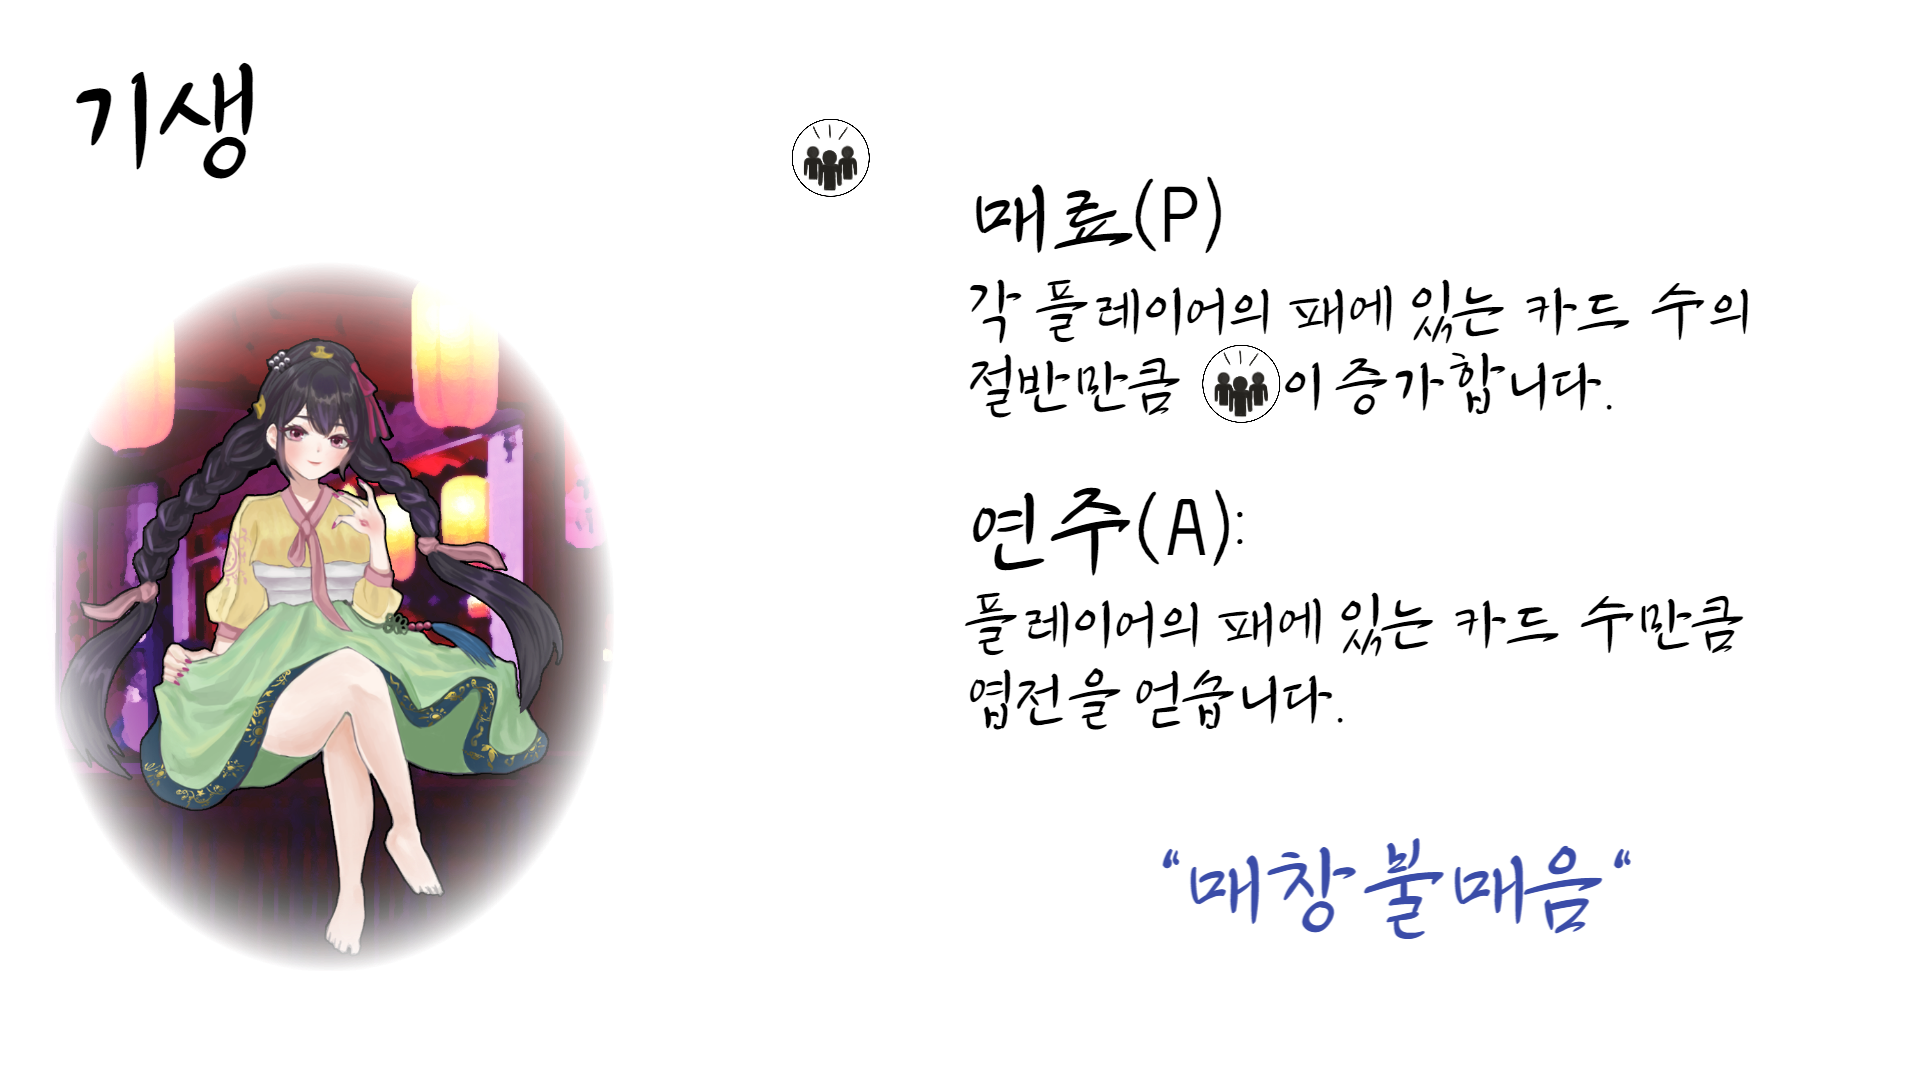 기생
매료(P)
각 플레이어의 패에 있는 카드 수의
절반만큼 이 증가합니다.
연주(A):
플레이어의 패에 있는 카드 수만큼
엽전을 얻습니다.
“매창불매음“